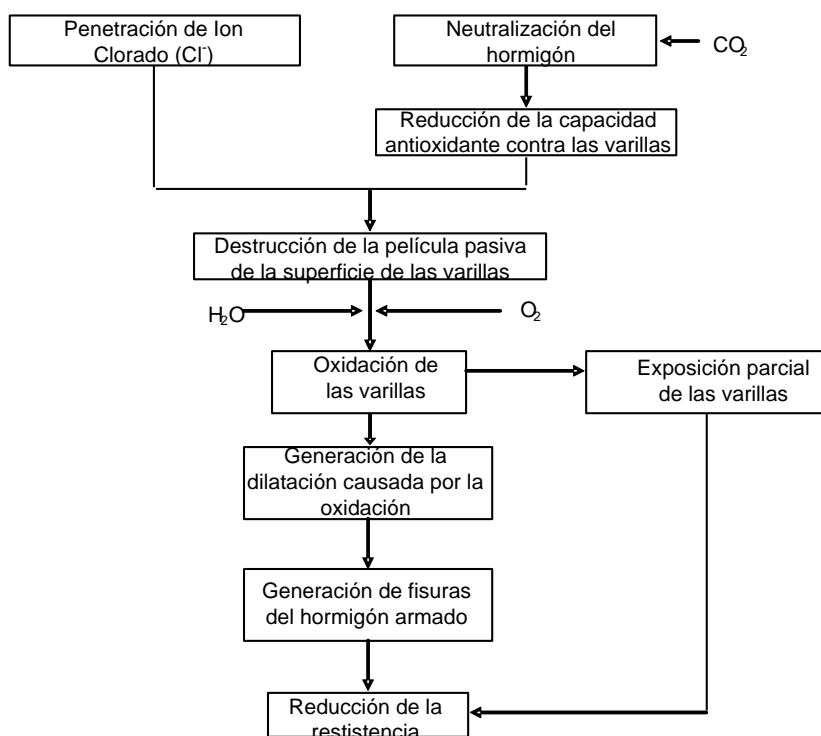 Penetración de Ion
Clorado (Cl-)
Neutralización del
hormigón
CO2
Reducción de la capacidad
antioxidante contra las varillas
Destrucción de la película pasiva
de la superficie de las varillas
H2O
O2
Oxidación de
las varillas
Exposición parcial
de las varillas
Generación de la
dilatación causada por la
oxidación
Generación de fisuras
del hormigón armado
Reducción de la
restistencia